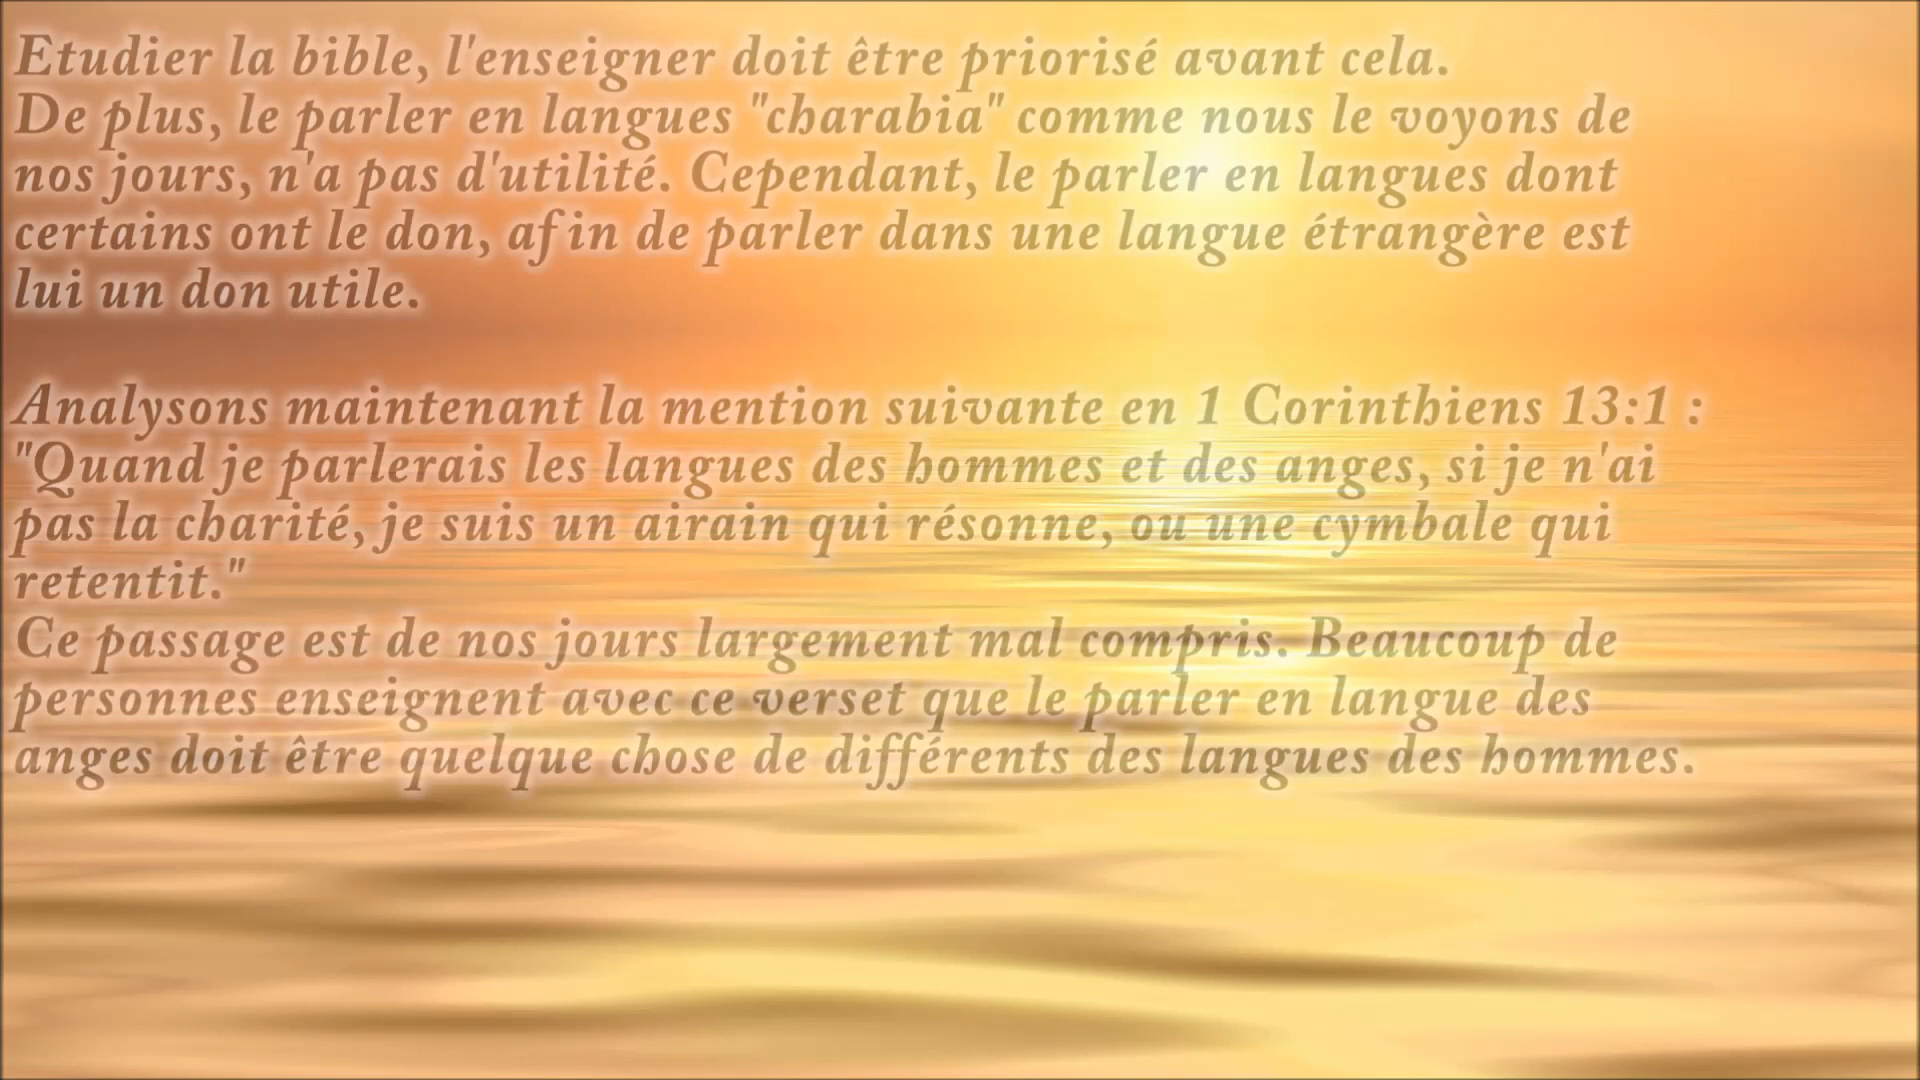 Etudier la bible, l'enseigner doit être priorisé avant cela.
De plus, le parler en langues "charabia" comme nous le voyons de
nos jours, n'a pas d'utilité. Cependant, le parler en langues dont
certains ont le don, afin de parler dans une langue étrangère est
lui un don utile.
Analysons maintenant la mention suivante en 1 Corinthiens 13:1 :
"Quand je parlerais les langues des hommes et des anges, si je n'ai
pas la charité, je suis un airain qui résonne, ou une cymbale qui
retentit."
Ce passage est de nos jours largement mal compris. Beaucoup de
personnes enseignent avec ce verset que le parler en langue des
anges doit être quelque chose de différents des langues des hommes.